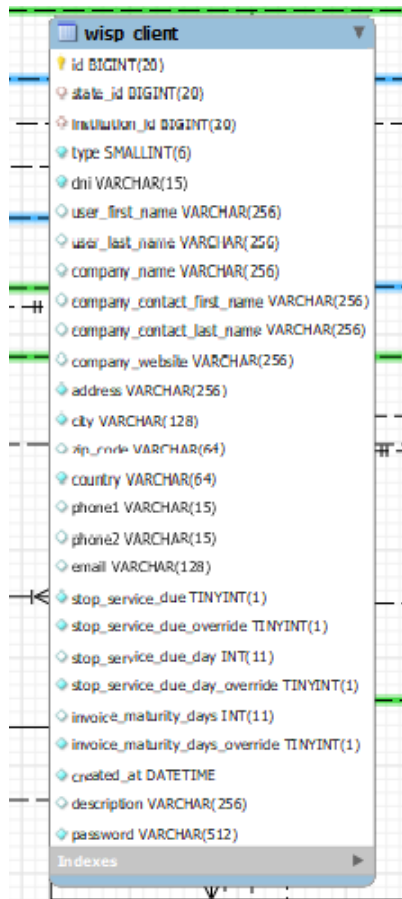 wisp_client
id BIGINT(20)
state_id BIGINT(20)
institution_id BIGINT(20)
type SMALLINT(6)
dni VARCHAR(15)
user_first_name VARCHAR(256)
user_last_name VARCHAR(256)
company_name VARCHAR(256)
company_contact_first_name VARCHAR(256)
company_contact_last_name VARCHAR(256)
company_website VARCHAR(256)
address VARCHAR(256)
city VARCHAR(128)
zip_code VARCHAR(64)
country VARCHAR(64)
phone1 VARCHAR(15)
phone2 VARCHAR(15)
email VARCHAR(128)
stop_service_due TINYINT(1)
stop_service_due_override TINYINT(1)
stop_service_due_day INT(11)
stop_service_due_day_override TINYINT(1)
invoice_maturity_days INT(11)
invoice_maturity_days_override TINYINT(1)
created_at DATETIME
description VARCHAR(256)
password VARCHAR(512)
Indexes